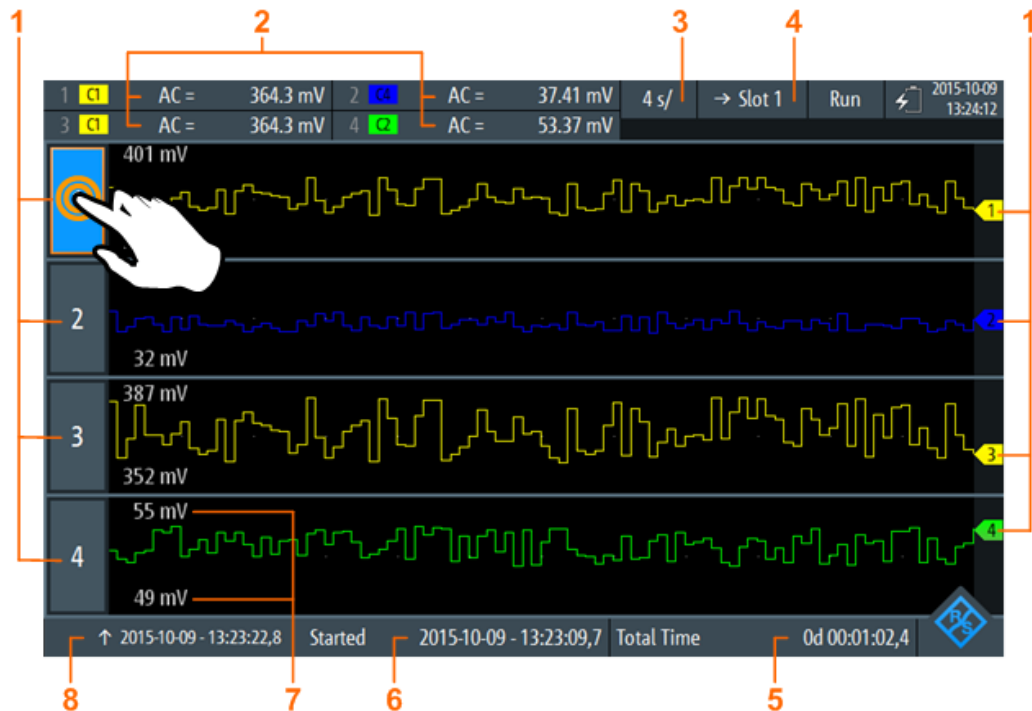 1 2 3 4 1
1 C1 AC = 364.3 mV 2 C4 AC = 37.41 mV 4 s/ → Slot 1 Run 2015-10-09
13:24:12
3 C1 AC = 364.3 mV 4 C2 AC = 53.37 mV
401 mV
1
2
32 mV
2
387 mV
3
352 mV
3
55 mV
4
4
49 mV
↑ 2015-10-09 - 13:23:22,8 Started 2015-10-09 - 13:23:09,7 Total Time 0d 00:01:02,4
R&S
8 7 6 5